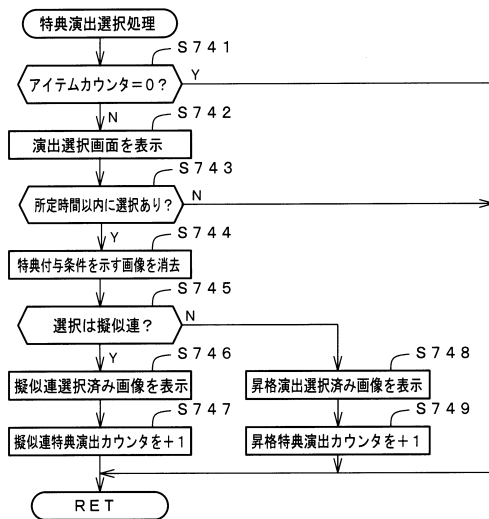 特典演出選択処理
S741
アイテムカウンタ=0?
Y
N
S742
演出選択画面を表示
S743
所定時間以内に選択あり?
N
Y
S744
特典付与条件を示す画像を消去
S745
選択は擬似連?
N
Y
S746
擬似連選択済み画像を表示
S748
昇格演出選択済み画像を表示
S747
擬似連特典演出カウンタを+1
S749
昇格特典演出カウンタを+1
RET